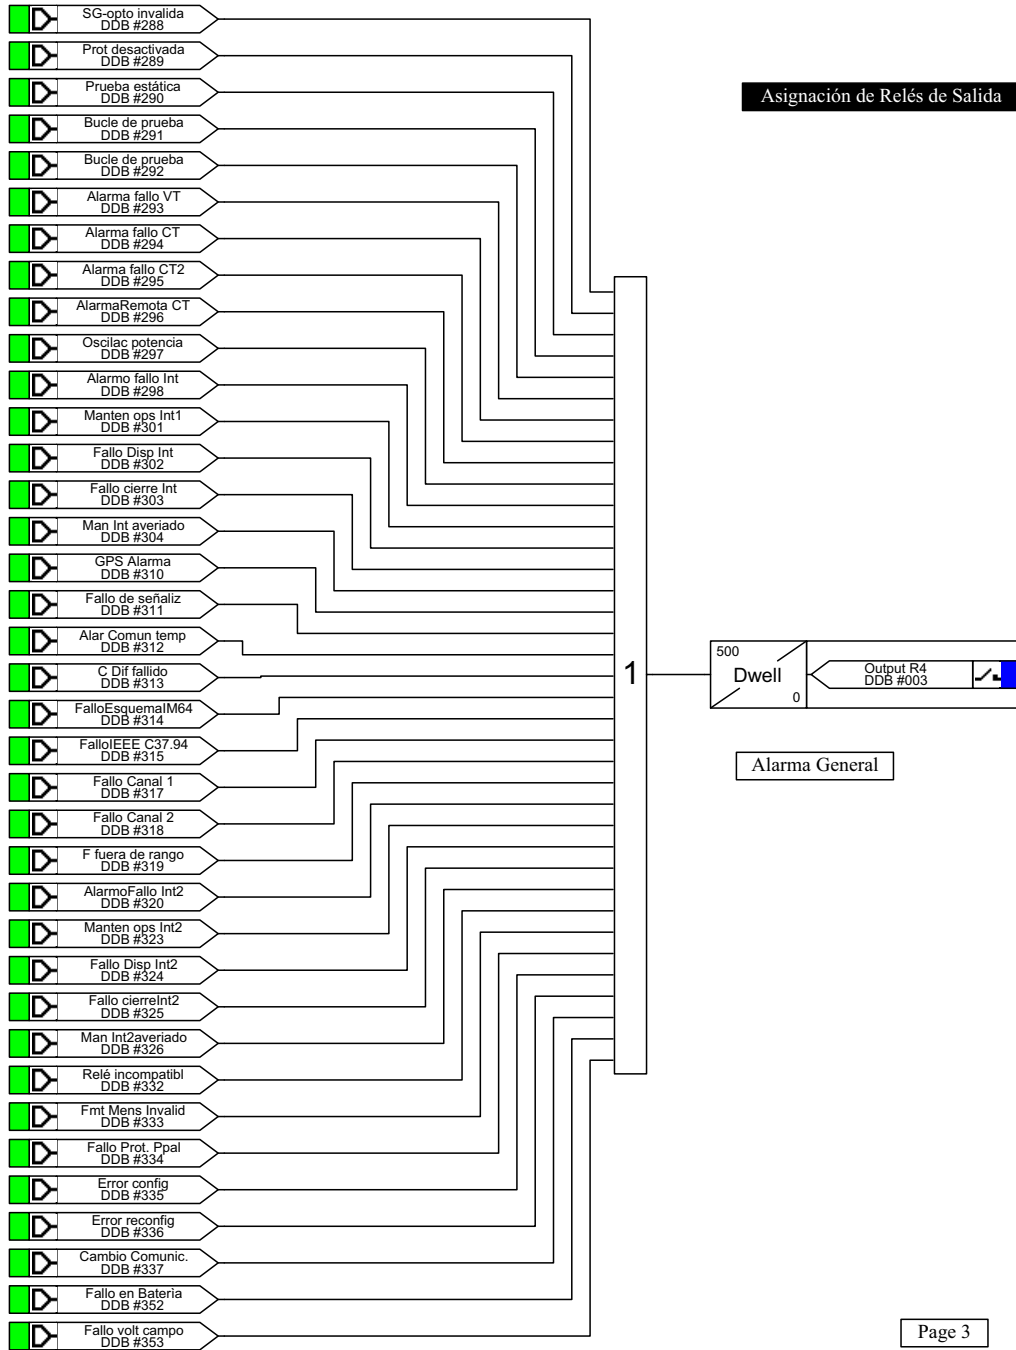 SG-opto invalida
DDB #288
Prot desactivada
DDB #289
Prueba estática
DDB #290
Bucle de prueba
DDB #291
Bucle de prueba
DDB #292
Alarma fallo VT
DDB #293
Alarma fallo CT
DDB #294
Alarma fallo CT2
DDB #295
AlarmaRemota CT
DDB #296
Oscilac potencia
DDB #297
Alarmo fallo Int
DDB #298
Manten ops Int1
DDB #301
Fallo Disp Int
DDB #302
Fallo cierre Int
DDB #303
Man Int averiado
DDB #304
GPS Alarma
DDB #310
Fallo de señaliz
DDB #311
Alar Comun temp
DDB #312
C Dif fallido
DDB #313
FalloEsquemaIM64
DDB #314
FalloIEEE C37.94
DDB #315
Fallo Canal 1
DDB #317
Fallo Canal 2
DDB #318
F fuera de rango
DDB #319
AlarmoFallo Int2
DDB #320
Manten ops Int2
DDB #323
Fallo Disp Int2
DDB #324
Fallo cierreInt2
DDB #325
Man Int2averiado
DDB #326
Relé incompatibl
DDB #332
Fmt Mens Invalid
DDB #333
Fallo Prot. Ppal
DDB #334
Error config
DDB #335
Error reconfig
DDB #336
Cambio Comunic.
DDB #337
Fallo en Bateria
DDB #352
Fallo volt campo
DDB #353
1
Asignación de Relés de Salida
500
Dwell
0
Output R4
DDB #003
Alarma General
Page 3